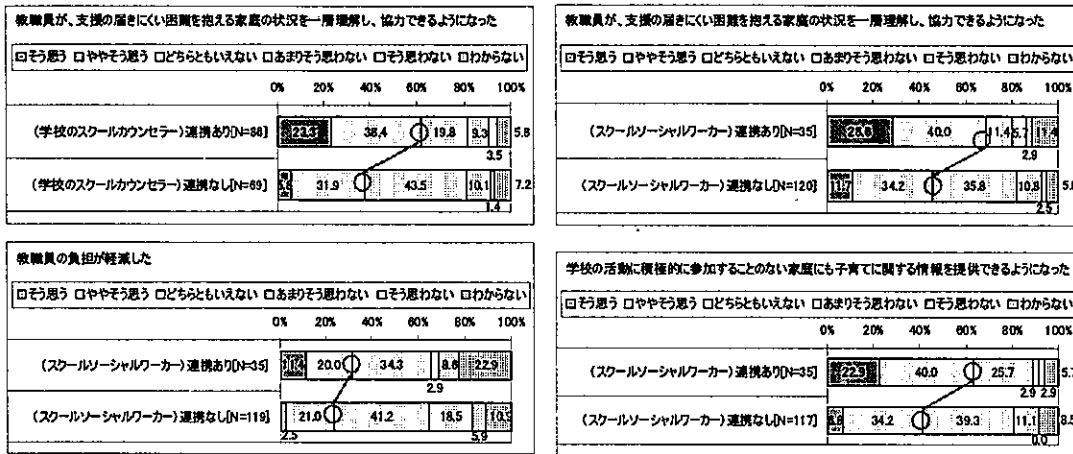 教職員が、支援の届きにくい困難を抱える家庭の状況を一層理解し、協力できるようになった
そう思う ややそう思う どちらともいえない あまりそう思わない そう思わない わからない
0% 20% 40% 60% 80% 100%
(学校のスクールカウンセラー)連携あり[N=86] 23.3 38.4 19.8 9.3 5.8
3.5
(学校のスクールカウンセラー)連携なし[N=69] 5.8 31.9 43.5 10.1 7.2
1.4
教職員が、支援の届きにくい困難を抱える家庭の状況を一層理解し、協力できるようになった
そう思う ややそう思う どちらともいえない あまりそう思わない そう思わない わからない
0% 20% 40% 60% 80% 100%
(スクールソーシャルワーカー)連携あり[N=35] 28.6 40.0 11.4 5.7 11.4
2.9
(スクールソーシャルワーカー)連携なし[N=120] 11.7 34.2 35.8 10.8
2.5
教職員の負担が軽減した
そう思う ややそう思う どちらともいえない あまりそう思わない そう思わない わからない
0% 20% 40% 60% 80% 100%
(スクールソーシャルワーカー)連携あり[N=35] 11.4 20.0 34.3 8.6 22.9
2.9
(スクールソーシャルワーカー)連携なし[N=119] 21.0 41.2 18.5
2.5 5.9
学校の活動に積極的に参加することのない家庭にも子育てに関する情報を提供できるようになった
そう思う ややそう思う どちらともいえない あまりそう思わない そう思わない わからない
0% 20% 40% 60% 80% 100%
(スクールソーシャルワーカー)連携あり[N=35] 22.9 40.0 25.7 5.7
2.9 2.9
(スクールソーシャルワーカー)連携なし[N=117] 6.8 34.2 39.3 11.1 8.5
0.0